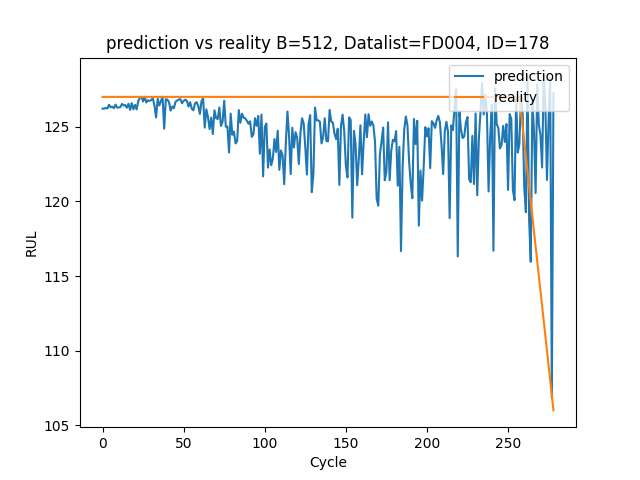 prediction vs reality B=512, Datalist=FD004, ID=178
prediction
reality
125
120
115
110
105
RUL
0 50 100 150 200 250
Cycle